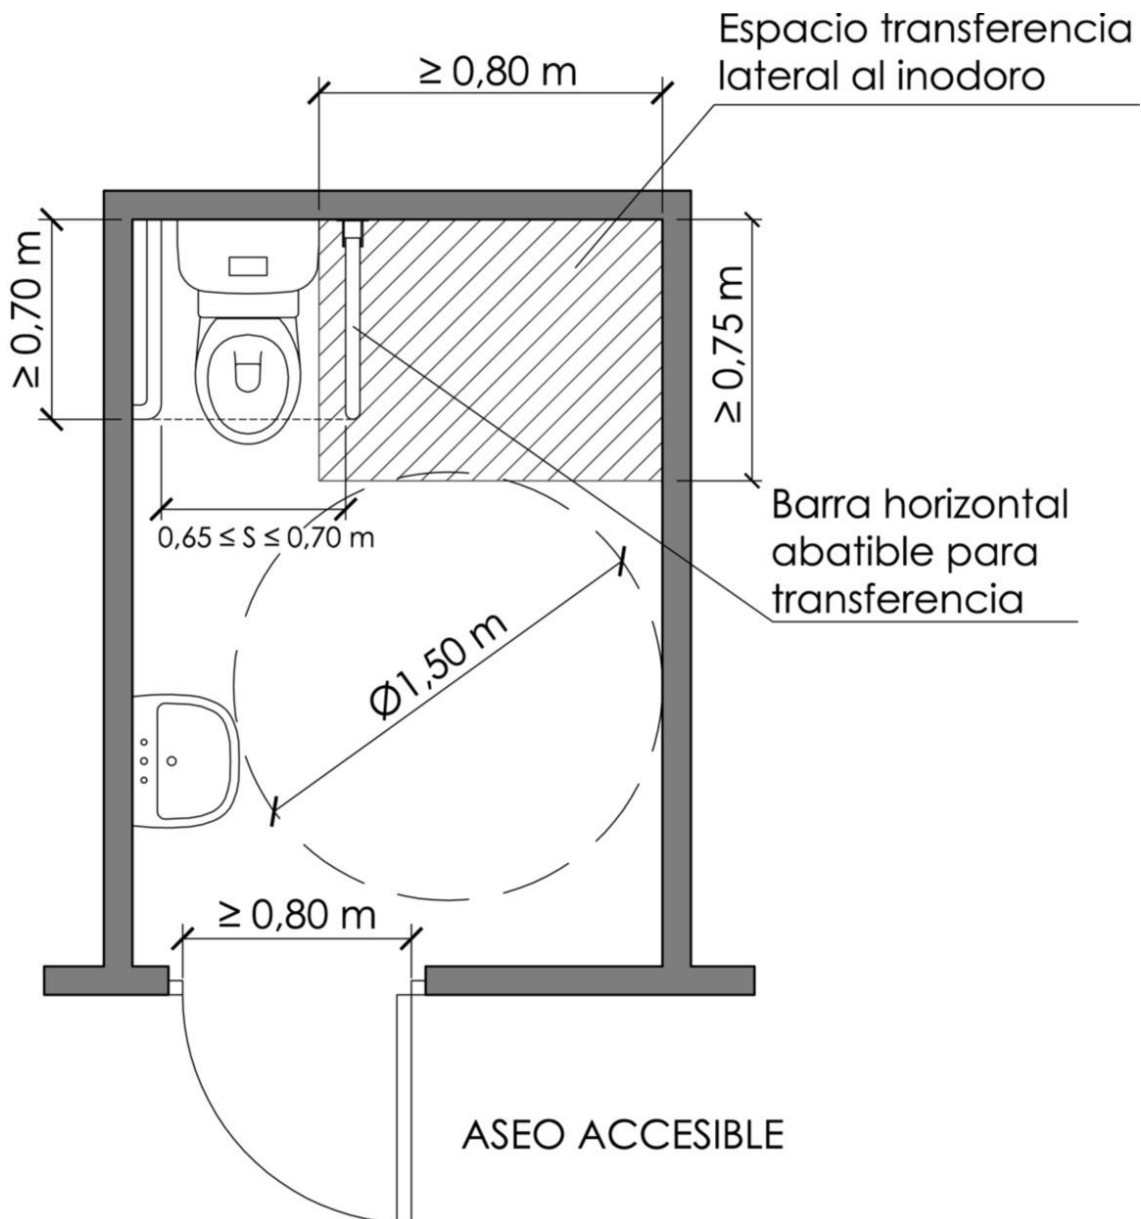 Espacio transferencia
lateral al inodoro
≥ 0,80 m
≥ 0,70 m
≥ 0,75 m
0,65 ≤ S ≤ 0,70 m
Barra horizontal
abatible para
transferencia
Ø1,50 m
≥ 0,80 m
ASEO ACCESIBLE